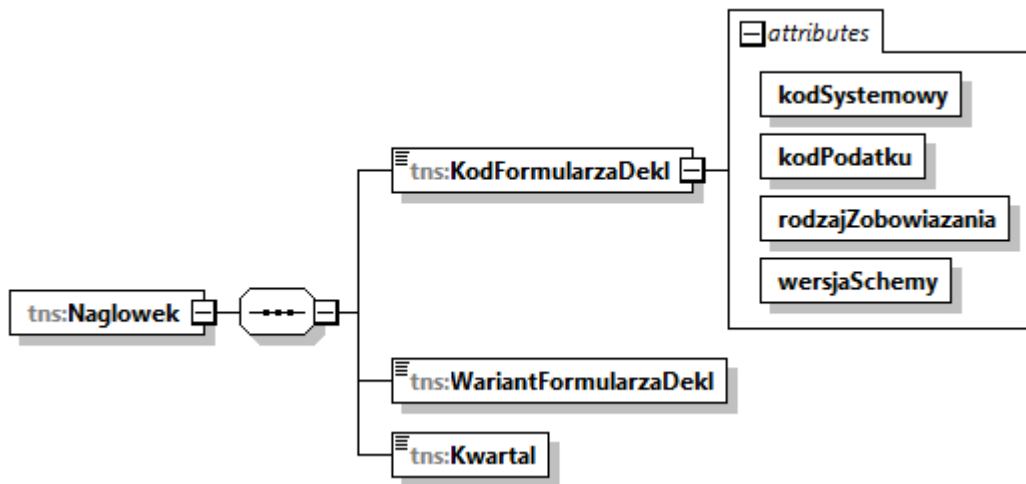 attributes
kodSystemowy
kodPodatku
tns:KodFormularzaDekl
rodzajZobowiazania
wersjaSchemy
tns:Naglowek
tns:WariantFormularzaDekl
tns:Kwartal